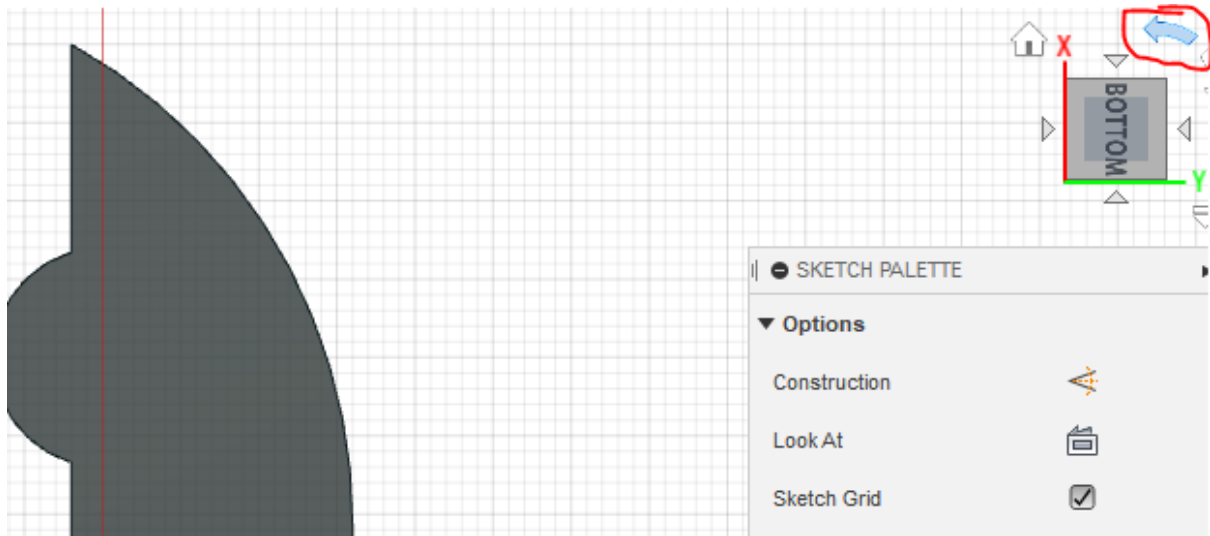 X
BOTTOM
Y
SKETCH PALETTE
Options
Construction
Look At
Sketch Grid